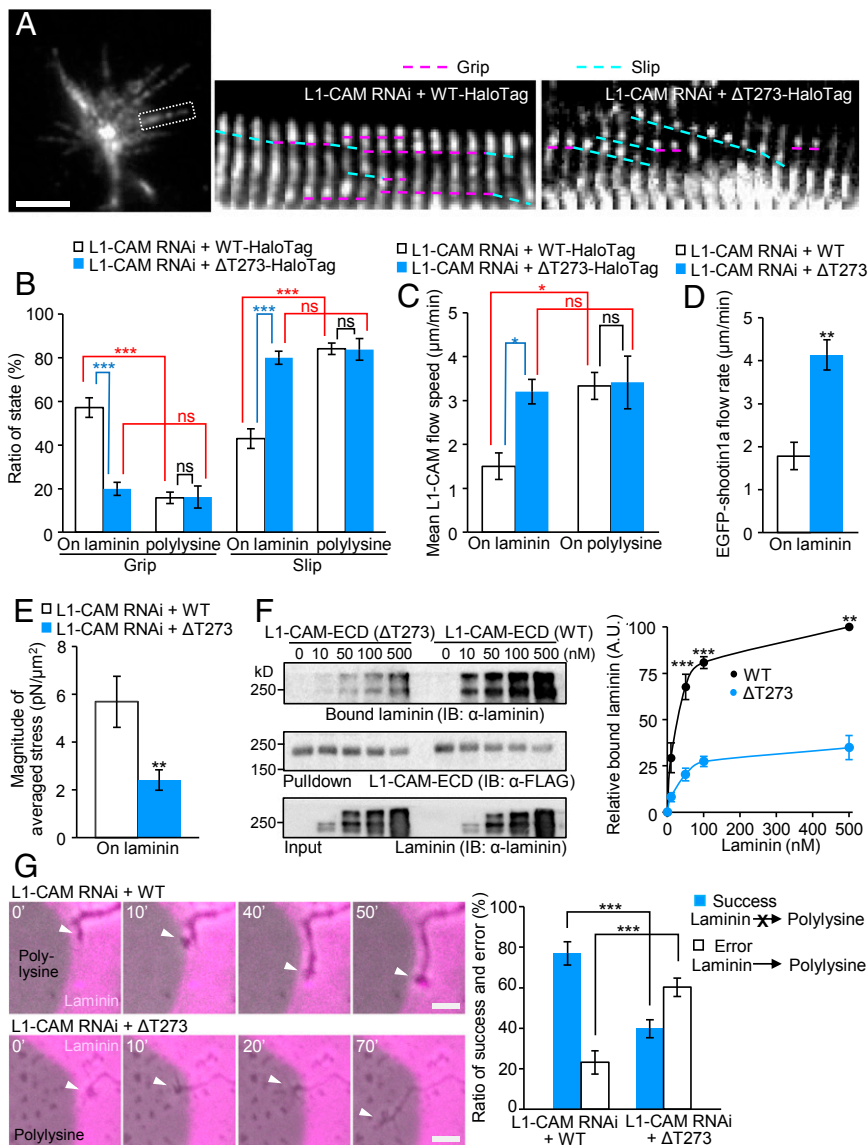 A
Grip
Slip
L1-CAM RNAi + WT-HaloTag
L1-CAM RNAi + ΔT273-HaloTag
L1-CAM RNAi + WT-HaloTag
L1-CAM RNAi + ΔT273-HaloTag
B
Ratio of state (%)
100
80
60
40
20
0
***
***
ns
ns
***
***
ns
ns
On laminin
polylysine
On laminin
polylysine
Grip
Slip
L1-CAM RNAi + WT-HaloTag
L1-CAM RNAi + ΔT273-HaloTag
C
Mean L1-CAM flow speed (μm/min)
5
4
3
2
1
0
*
*
ns
ns
On laminin
On polylysine
L1-CAM RNAi + WT
L1-CAM RNAi + ΔT273
D
EGFP-shootin1a flow rate (μm/min)
5
4
3
2
1
0
**
On laminin
E
L1-CAM RNAi + WT
L1-CAM RNAi + ΔT273
Magnitude of
averaged stress (pN/μm²)
8
6
4
2
0
**
On laminin
F
L1-CAM-ECD (ΔT273)
L1-CAM-ECD (WT)
0 10 50 100 500
0 10 50 100 500 (nM)
kD
250
Bound laminin (IB: α-laminin)
250
150
Pulldown
L1-CAM-ECD (IB: α-FLAG)
250
Input
Laminin (IB: α-laminin)
Relative bound laminin (A.U.)
100
75
50
25
0
***
***
**
WT
ΔT273
0
100
200
300
400
500
Laminin (nM)
G
L1-CAM RNAi + WT
0'
10'
40'
50'
Poly-
lysine
Laminin
L1-CAM RNAi + ΔT273
0'
Laminin
10'
20'
70'
Polylysine
Ratio of success and error (%)
100
80
60
40
20
0
***
***
L1-CAM RNAi
+ WT
L1-CAM RNAi
+ ΔT273
Success
Laminin
X
Polylysine
Error
Laminin
Polylysine